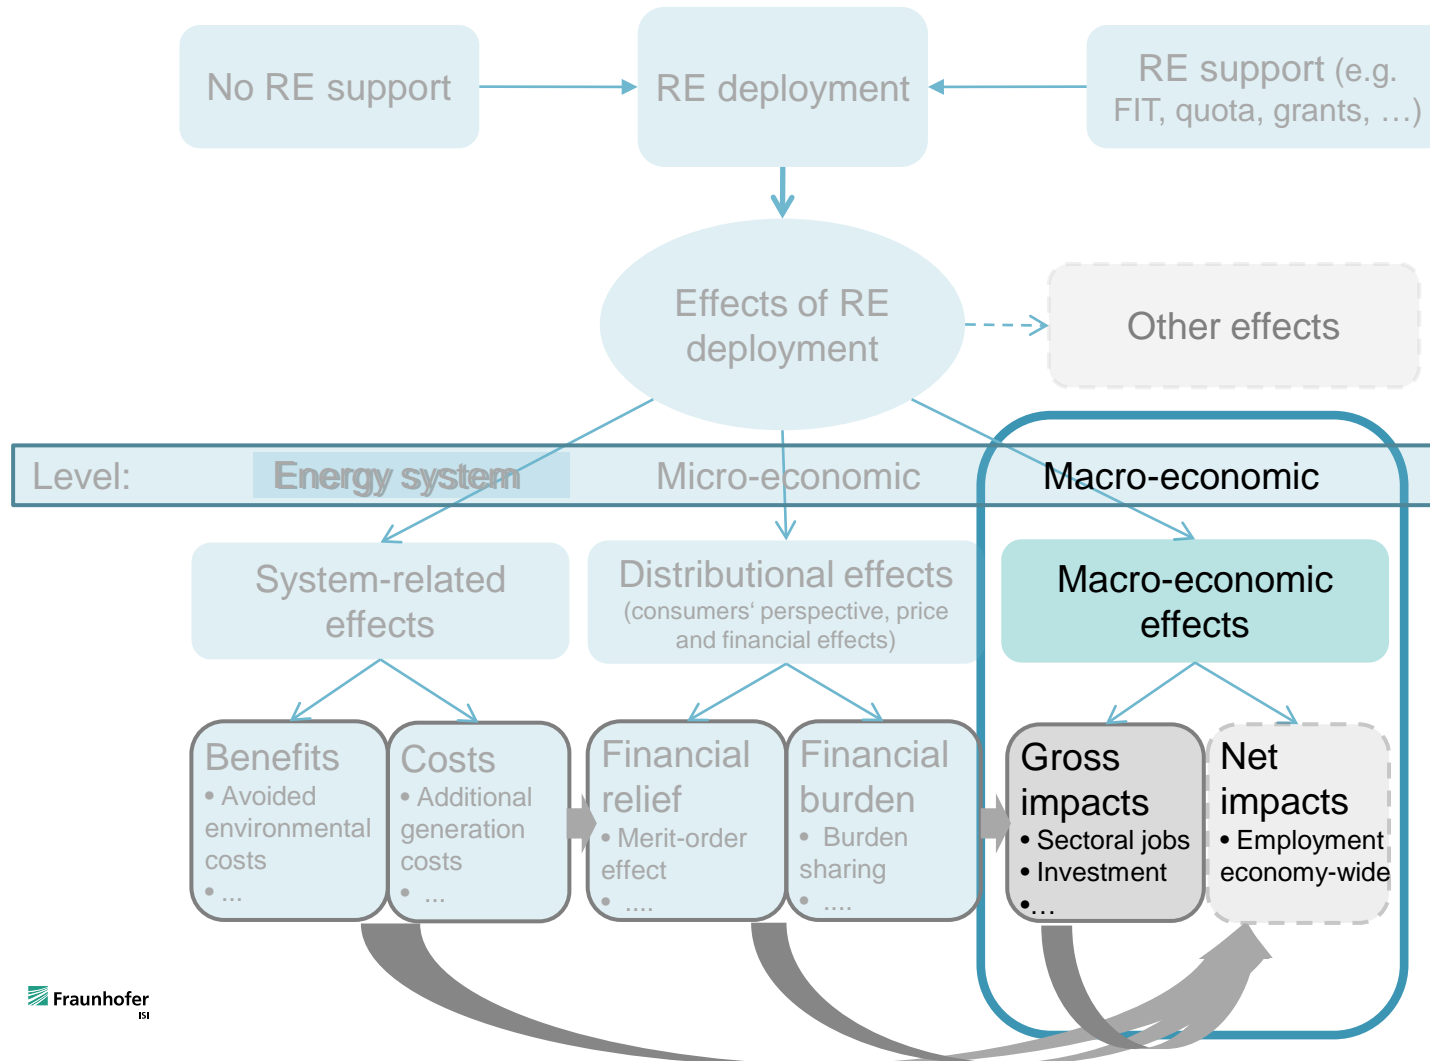 No RE support
RE deployment
RE support (e.g.
FIT, quota, grants, …)
Effects of RE
deployment
Other effects
Level:
Energy system
Micro-economic
Macro-economic
System-related
effects
Distributional effects
(consumers‘ perspective, price
and financial effects)
Macro-economic
effects
Benefits
• Avoided
environmental
costs
• ...
Costs
• Additional
generation
costs
• ...
Financial
relief
• Merit-order
effect
• ....
Financial
burden
• Burden
sharing
• ....
Gross
impacts
• Sectoral jobs
• Investment
•…
Net
impacts
• Employment
economy-wide
Fraunhofer
ISI